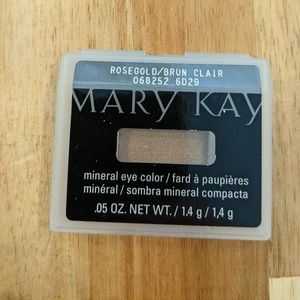 ROSEGOLD/BRUN CLAIR
068252 6D29
MARY KAY
mineral eye color / fard à paupières
minéral / sombra mineral compacta
.05 OZ. NET WT. / 1.4 g / 1,4 g